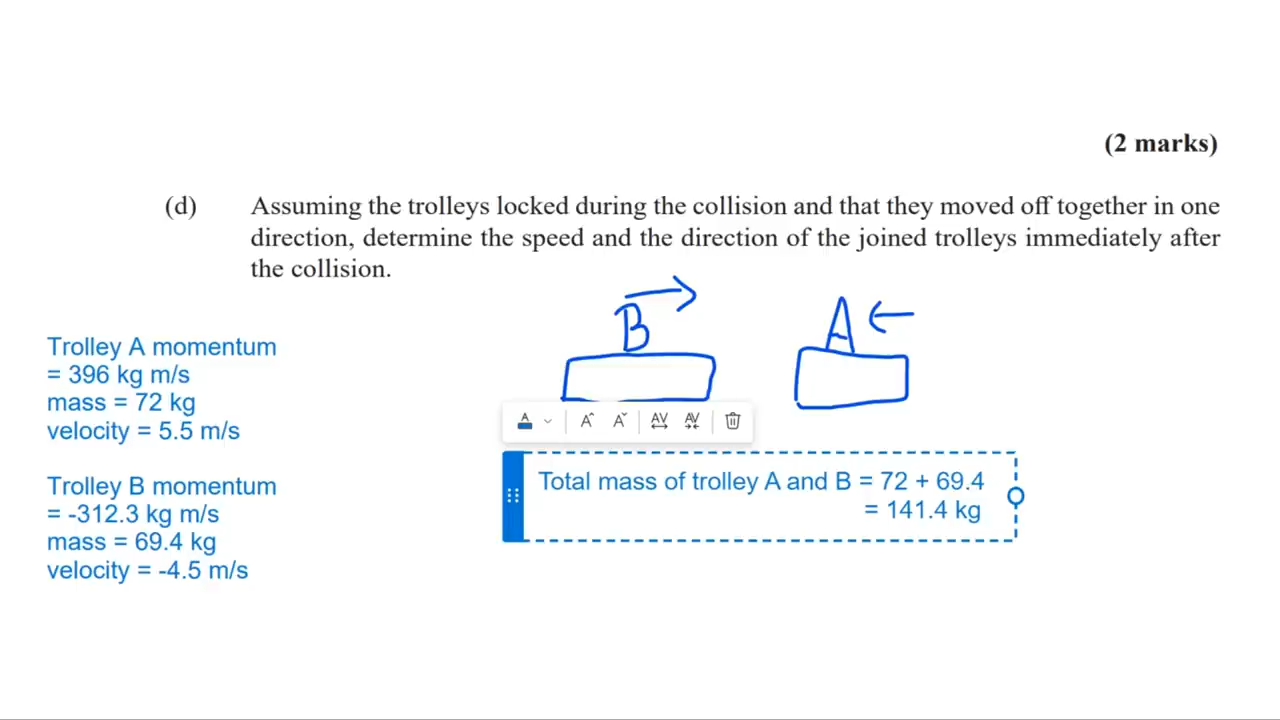 (2 marks)
(d) Assuming the trolleys locked during the collision and that they moved off together in one
direction, determine the speed and the direction of the joined trolleys immediately after
the collision.
B
A
Trolley A momentum
= 396 kg m/s
mass = 72 kg
velocity = 5.5 m/s
Trolley B momentum
= -312.3 kg m/s
mass = 69.4 kg
velocity = -4.5 m/s
A A A AV AV
Total mass of trolley A and B = 72 + 69.4
= 141.4 kg